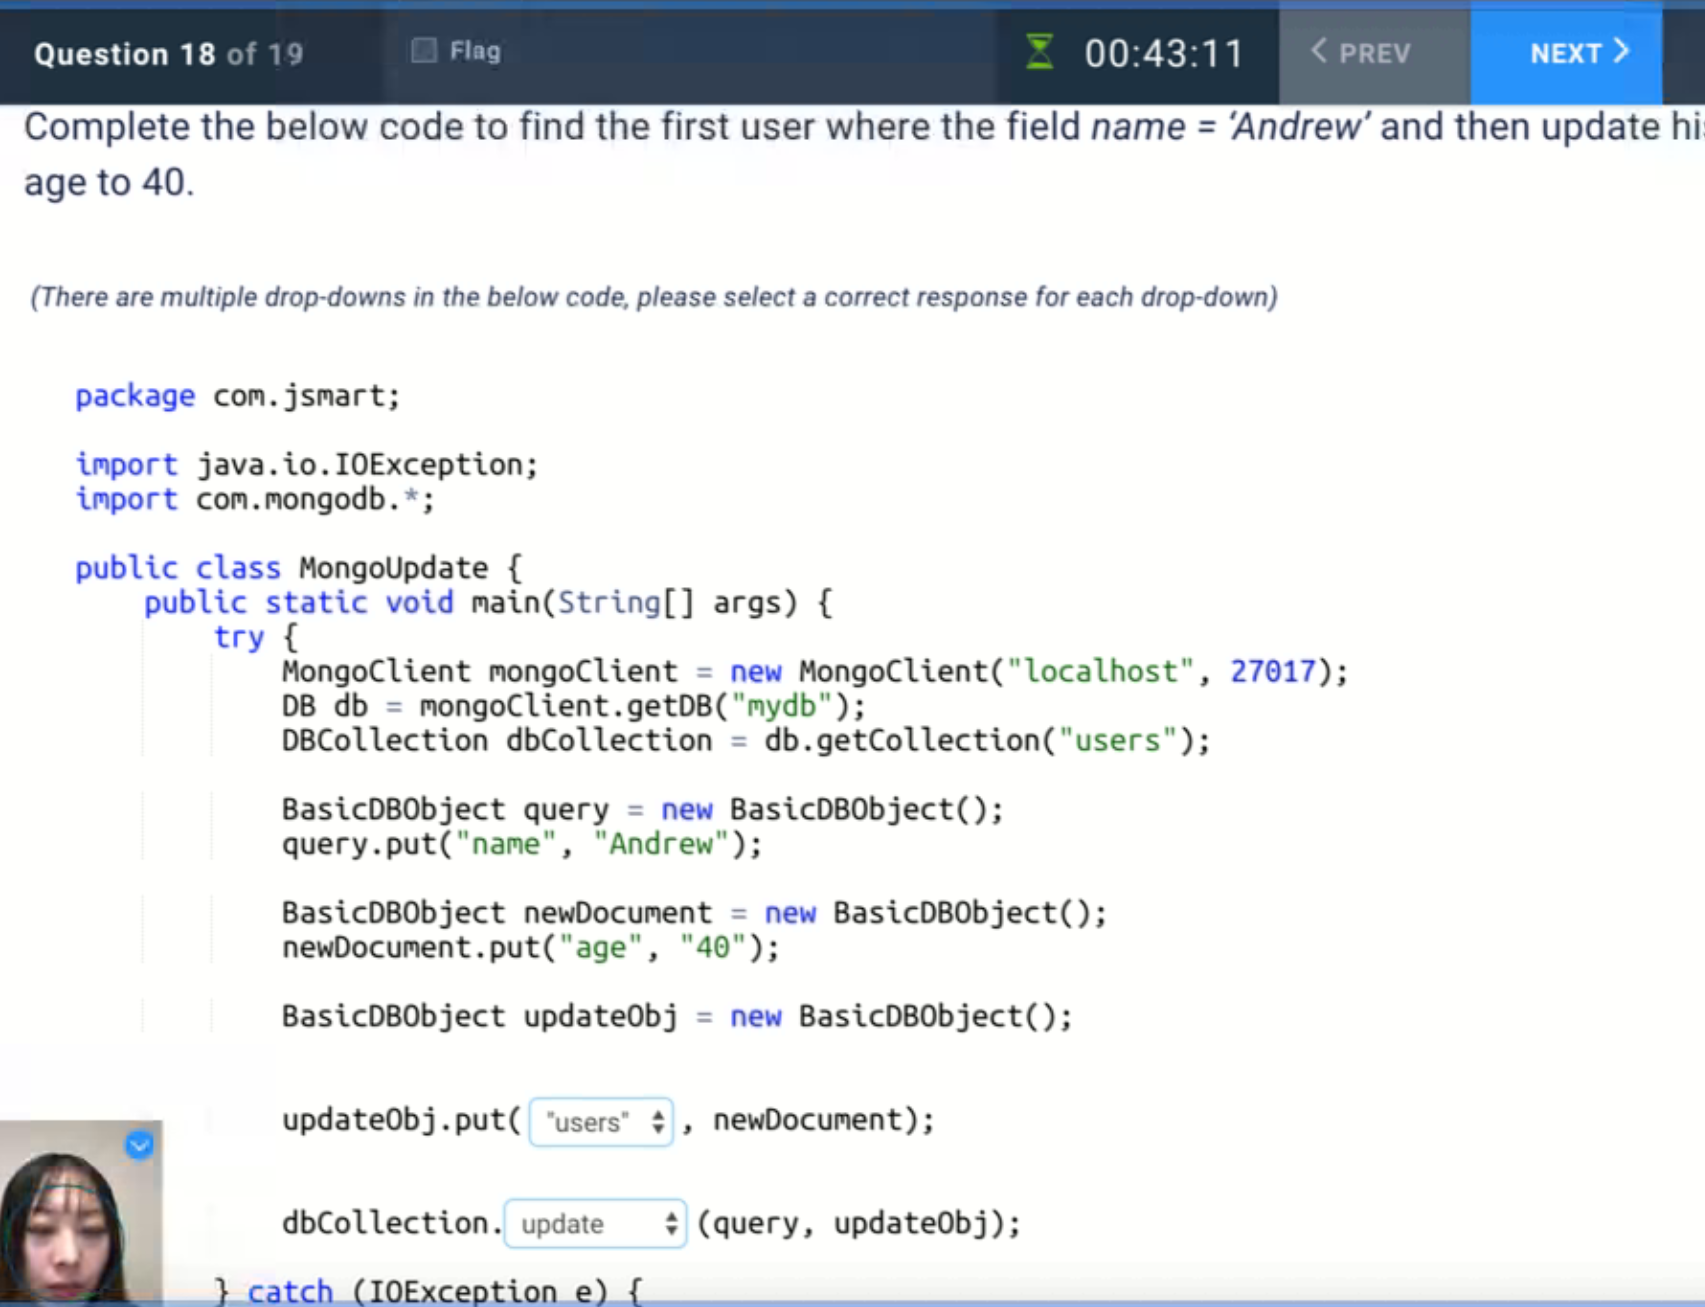 Question 18 of 19
Flag
00:43:11
PREV
NEXT
Complete the below code to find the first user where the field name = ‘Andrew’ and then update
age to 40.
(There are multiple drop-downs in the below code, please select a correct response for each drop-down)
package com.jsmart;
import java.io.IOException;
import com.mongodb.*;
public class MongoUpdate {
public static void main(String[] args) {
try {
MongoClient mongoClient = new MongoClient("localhost", 27017);
DB db = mongoClient.getDB("mydb");
DBCollection dbCollection = db.getCollection("users");
BasicDBObject query = new BasicDBObject();
query.put("name", "Andrew");
BasicDBObject newDocument = new BasicDBObject();
newDocument.put("age", "40");
BasicDBObject updateObj = new BasicDBObject();
updateObj.put( "users" , newDocument);
dbCollection. update (query, updateObj);
} catch (IOException e) {